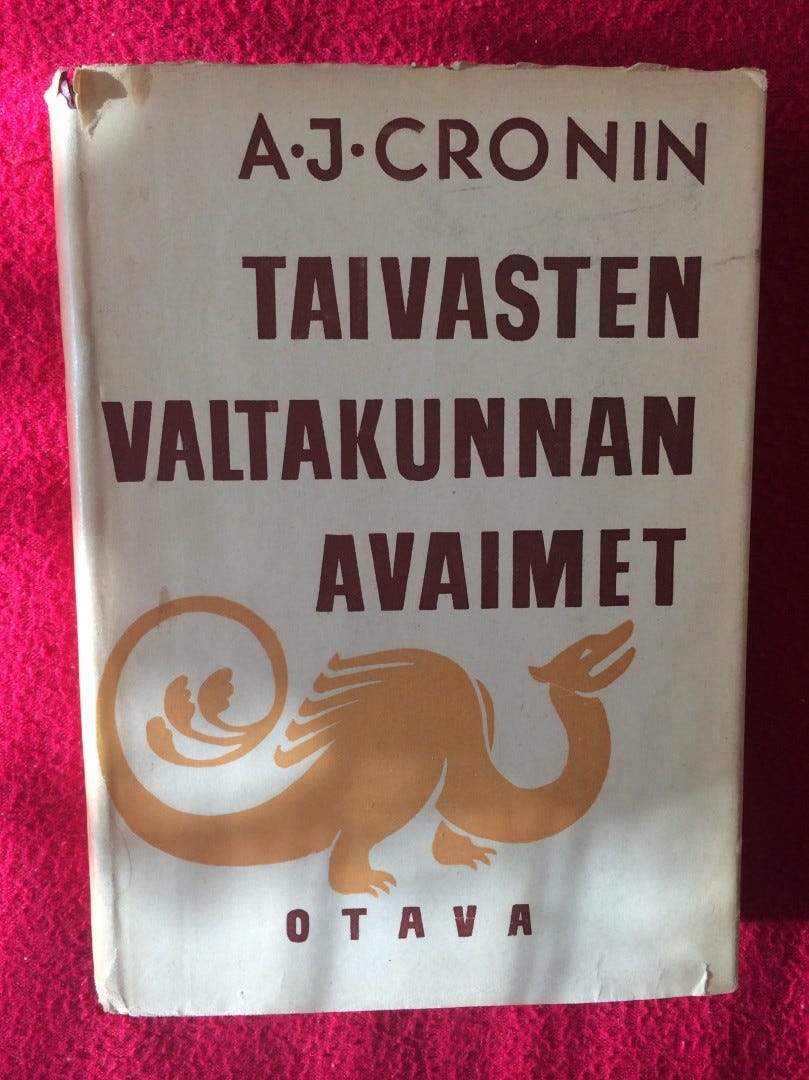 A·J·CRONIN
TAIVASTEN
VALTAKUNNAN
AVAIMET
OTAVA